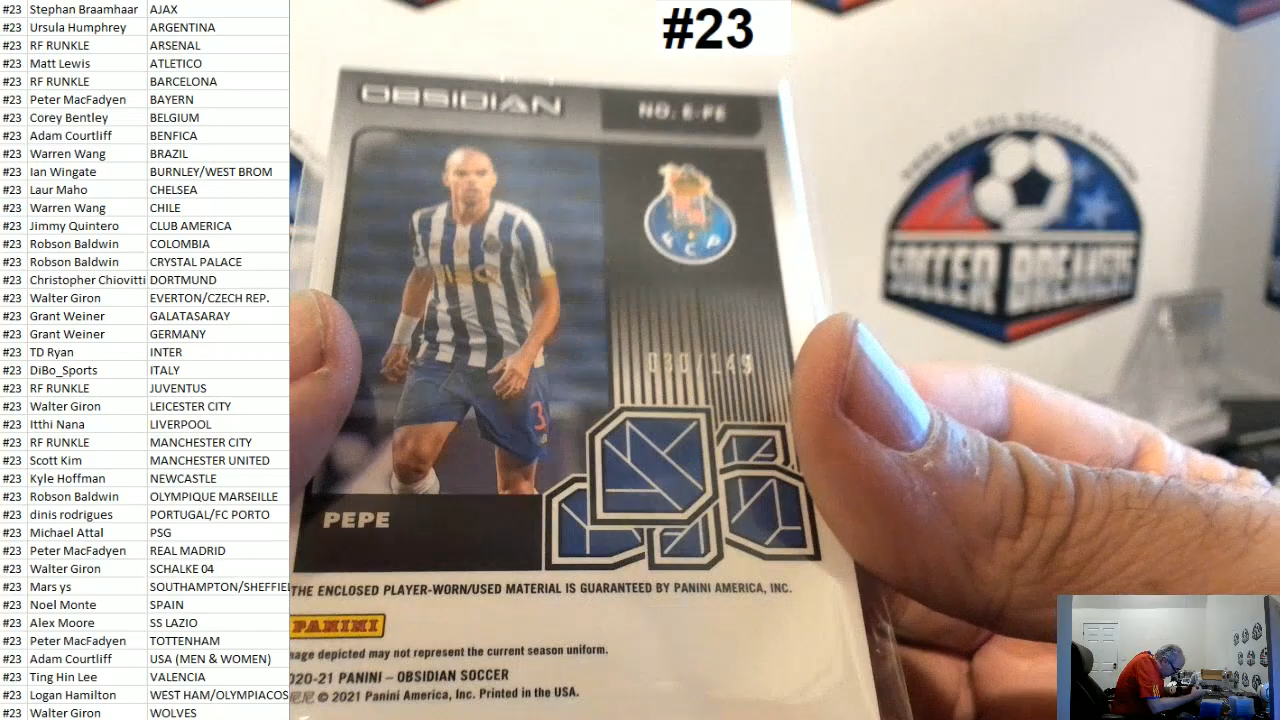 #23 Stephan Braamhaar AJAX
#23 Ursula Humphrey ARGENTINA
#23 RF RUNKLE ARSENAL
#23 Matt Lewis ATLETICO
#23 RF RUNKLE BARCELONA
#23 Peter MacFadyen BAYERN
#23 Corey Bentley BELGIUM
#23 Adam Courtliff BENFICA
#23 Warren Wang BRAZIL
#23 Ian Wingate BURNLEY/WEST BROM
#23 Laur Maho CHELSEA
#23 Warren Wang CHILE
#23 Jimmy Quintero CLUB AMERICA
#23 Robson Baldwin COLOMBIA
#23 Robson Baldwin CRYSTAL PALACE
#23 Christopher Chiovitti DORTMUND
#23 Walter Giron EVERTON/CZECH REP.
#23 Grant Weiner GALATASARAY
#23 Grant Weiner GERMANY
#23 TD Ryan INTER
#23 DiBo_Sports ITALY
#23 RF RUNKLE JUVENTUS
#23 Walter Giron LEICESTER CITY
#23 Itthi Nana LIVERPOOL
#23 RF RUNKLE MANCHESTER CITY
#23 Scott Kim MANCHESTER UNITED
#23 Kyle Hoffman NEWCASTLE
#23 Robson Baldwin OLYMPIQUE MARSEILLE
#23 dinis rodrigues PORTUGAL/FC PORTO
#23 Michael Attal PSG
#23 Peter MacFadyen REAL MADRID
#23 Walter Giron SCHALKE 04
#23 Mars ys SOUTHAMPTON/SHEFFIEL
#23 Noel Monte SPAIN
#23 Alex Moore SS LAZIO
#23 Peter MacFadyen TOTTENHAM
#23 Adam Courtliff USA (MEN & WOMEN)
#23 Ting Hin Lee VALENCIA
#23 Logan Hamilton WEST HAM/OLYMPIACOS
#23 Walter Giron WOLVES
#23
OBSIDIAN
NO. E-PE
FCP
030/149
3
PEPE
THE ENCLOSED PLAYER-WORN/USED MATERIAL IS GUARANTEED BY PANINI AMERICA, INC.
PANINI
mage depicted may not represent the current season uniform.
020-21 PANINI – OBSIDIAN SOCCER
© 2021 Panini America, Inc. Printed in the USA.
SOCCER BREAKERS